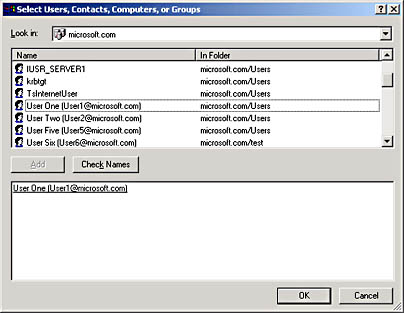 Select Users, Contacts, Computers, or Groups
Look in: microsoft.com
Name In Folder
IUSR_SERVER1 microsoft.com/Users
krbtgt microsoft.com/Users
TsInternetUser microsoft.com/Users
User One (User1@microsoft.com) microsoft.com/Users
User Two (User2@microsoft.com) microsoft.com/Users
User Five (User5@microsoft.com) microsoft.com/Users
User Six (User6@microsoft.com) microsoft.com/test
Add Check Names
User One (User1@microsoft.com)
OK Cancel